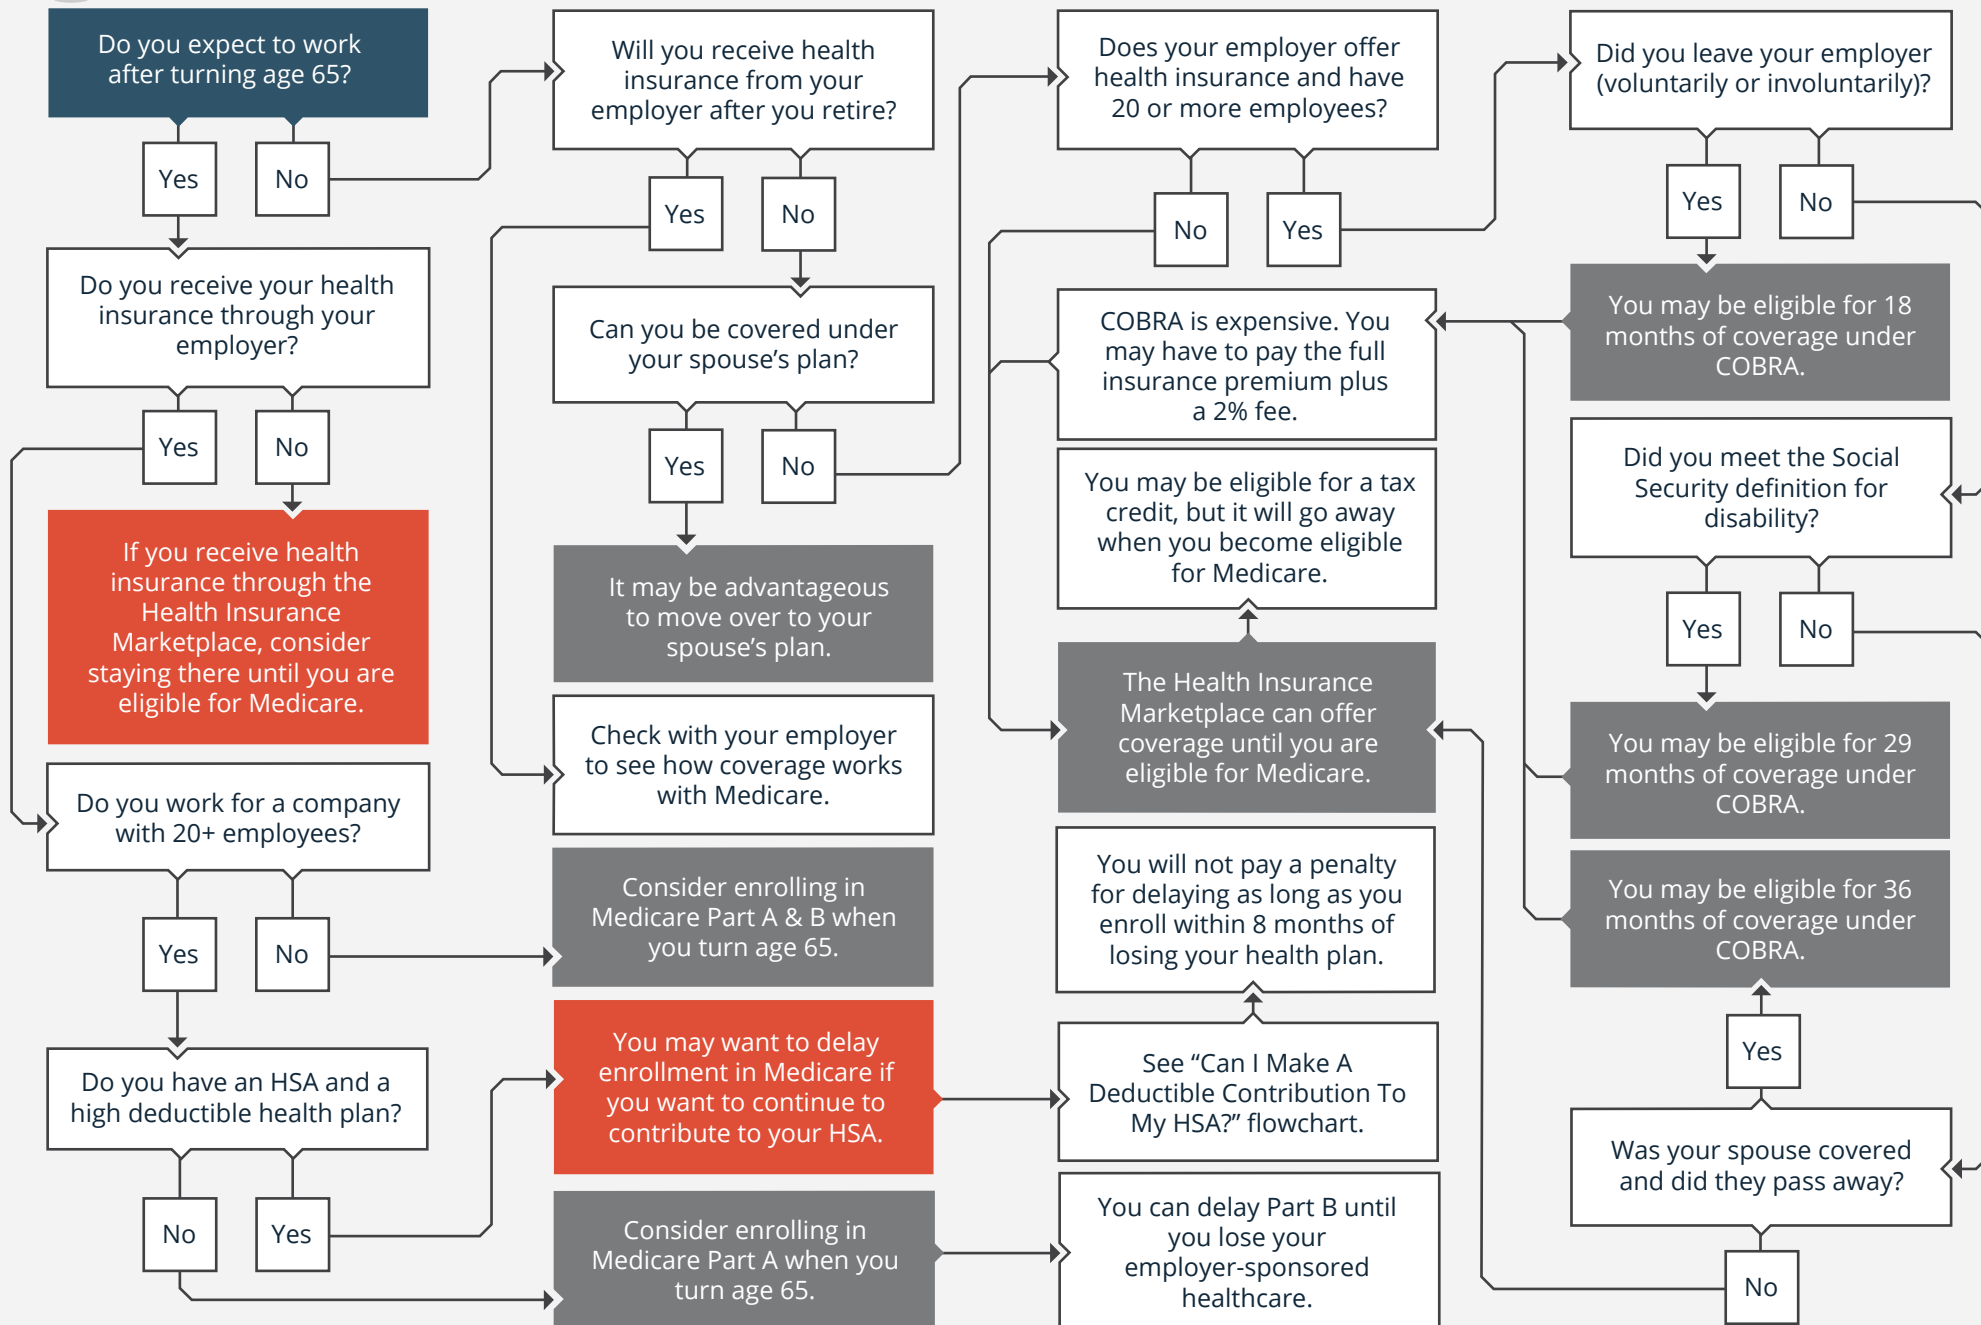 Do you expect to work
after turning age 65?
Yes
No
Do you receive your health
insurance through your
employer?
Yes
No
If you receive health
insurance through the
Health Insurance
Marketplace, consider
staying there until you are
eligible for Medicare.
Do you work for a company
with 20+ employees?
Yes
No
Do you have an HSA and a
high deductible health plan?
No
Yes
Will you receive health
insurance from your
employer after you retire?
Yes
No
Can you be covered under
your spouse’s plan?
Yes
No
It may be advantageous
to move over to your
spouse’s plan.
Check with your employer
to see how coverage works
with Medicare.
Consider enrolling in
Medicare Part A & B when
you turn age 65.
You may want to delay
enrollment in Medicare if
you want to continue to
contribute to your HSA.
Consider enrolling in
Medicare Part A when you
turn age 65.
Does your employer offer
health insurance and have
20 or more employees?
No
Yes
COBRA is expensive. You
may have to pay the full
insurance premium plus
a 2% fee.
You may be eligible for a tax
credit, but it will go away
when you become eligible
for Medicare.
The Health Insurance
Marketplace can offer
coverage until you are
eligible for Medicare.
You will not pay a penalty
for delaying as long as you
enroll within 8 months of
losing your health plan.
See “Can I Make A
Deductible Contribution To
My HSA?” flowchart.
You can delay Part B until
you lose your
employer-sponsored
healthcare.
Did you leave your employer
(voluntarily or involuntarily)?
Yes
No
You may be eligible for 18
months of coverage under
COBRA.
Did you meet the Social
Security definition for
disability?
Yes
No
You may be eligible for 29
months of coverage under
COBRA.
You may be eligible for 36
months of coverage under
COBRA.
Yes
Was your spouse covered
and did they pass away?
No